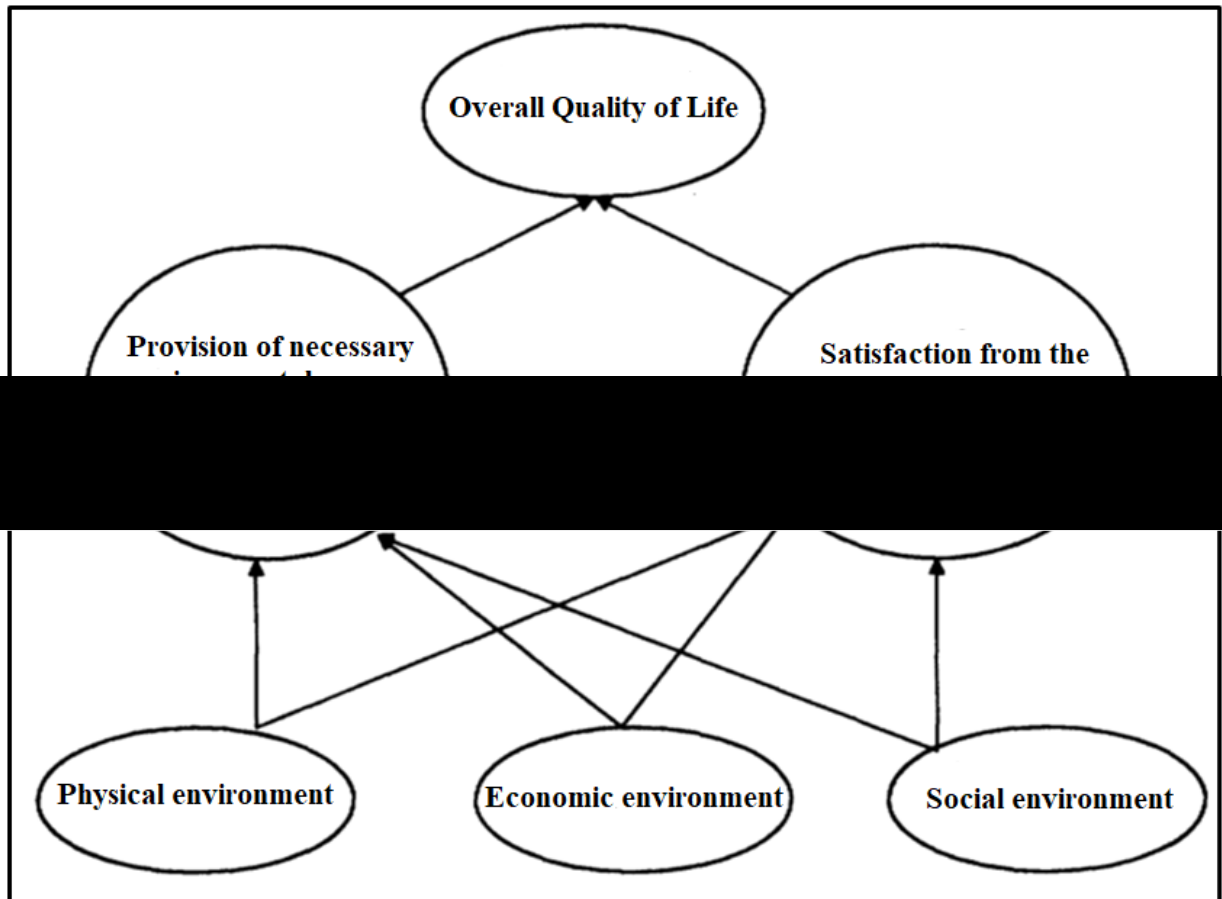 Overall Quality of Life
Provision of necessary
Satisfaction from the
Physical environment
Economic environment
Social environment